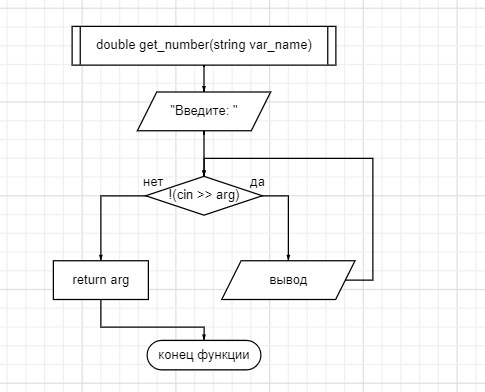 double get_number(string var_name)
"Введите: "
нет
!(cin >> arg)
да
return arg
вывод
конец функции